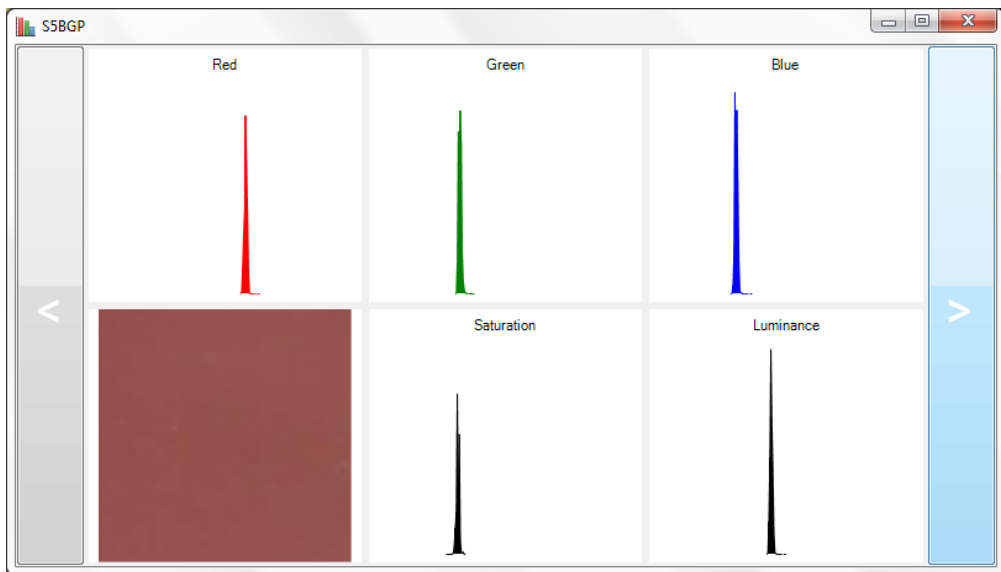 S5BGP
Red
Green
Blue
<
>
Saturation
Luminance